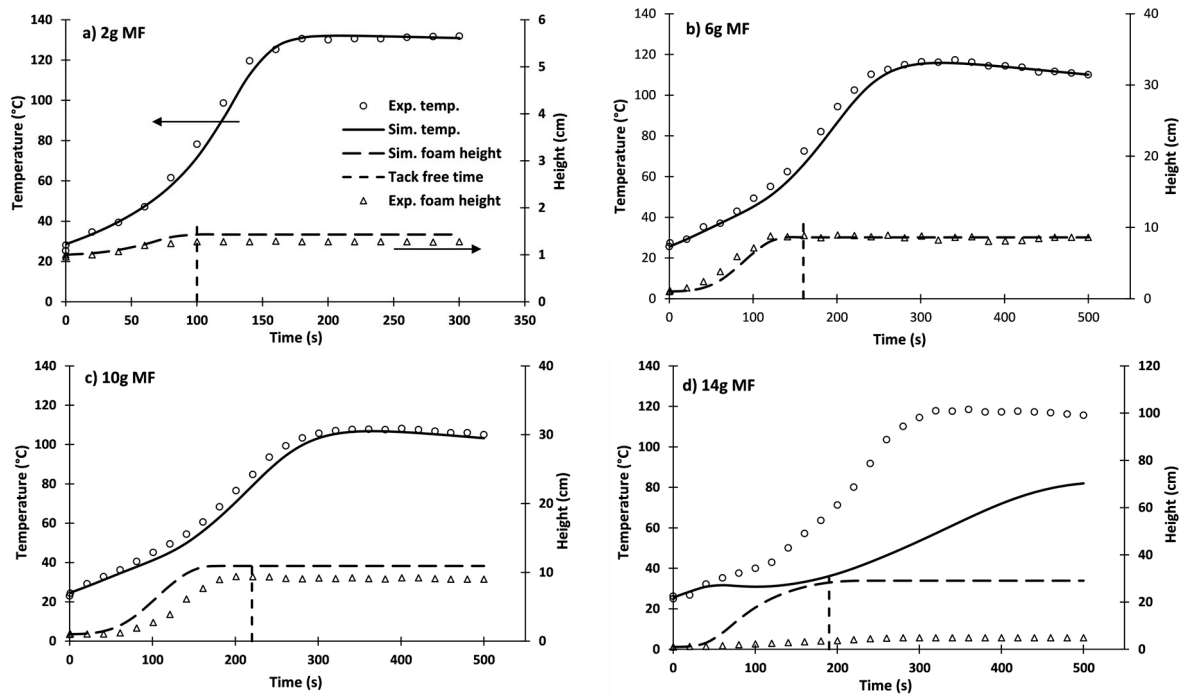 a) 2g MF
Temperature (°C)
140
120
100
80
60
40
20
0
Exp. temp.
Sim. temp.
Sim. foam height
Tack free time
Exp. foam height
6
5
4
3
2
1
0
Height (cm)
0 50 100 150 200 250 300 350
Time (s)
b) 6g MF
Temperature (°C)
140
120
100
80
60
40
20
0
40
30
20
10
0
Height (cm)
0 100 200 300 400 500
Time (s)
c) 10g MF
Temperature (°C)
140
120
100
80
60
40
20
0
40
30
20
10
0
Height (cm)
0 100 200 300 400 500
Time (s)
d) 14g MF
Temperature (°C)
140
120
100
80
60
40
20
0
120
100
80
60
40
20
0
Height (cm)
0 100 200 300 400 500
Time (s)